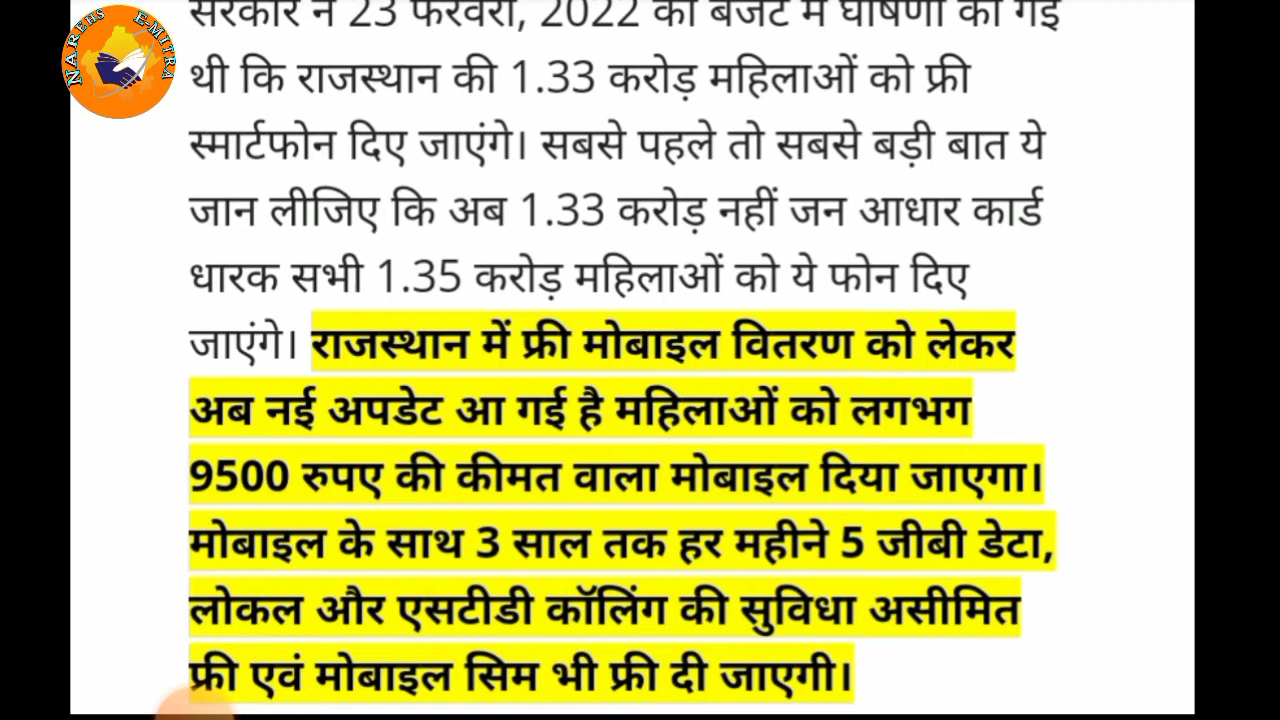 NAREHS EMITRA
सरकार ने 23 फरवरी, 2022 को बजट में घोषणा की गई
थी कि राजस्थान की 1.33 करोड़ महिलाओं को फ्री
स्मार्टफोन दिए जाएंगे। सबसे पहले तो सबसे बड़ी बात ये
जान लीजिए कि अब 1.33 करोड़ नहीं जन आधार कार्ड
धारक सभी 1.35 करोड़ महिलाओं को ये फोन दिए
जाएंगे। राजस्थान में फ्री मोबाइल वितरण को लेकर
अब नई अपडेट आ गई है महिलाओं को लगभग
9500 रुपए की कीमत वाला मोबाइल दिया जाएगा।
मोबाइल के साथ 3 साल तक हर महीने 5 जीबी डेटा,
लोकल और एसटीडी कॉलिंग की सुविधा असीमित
फ्री एवं मोबाइल सिम भी फ्री दी जाएगी।